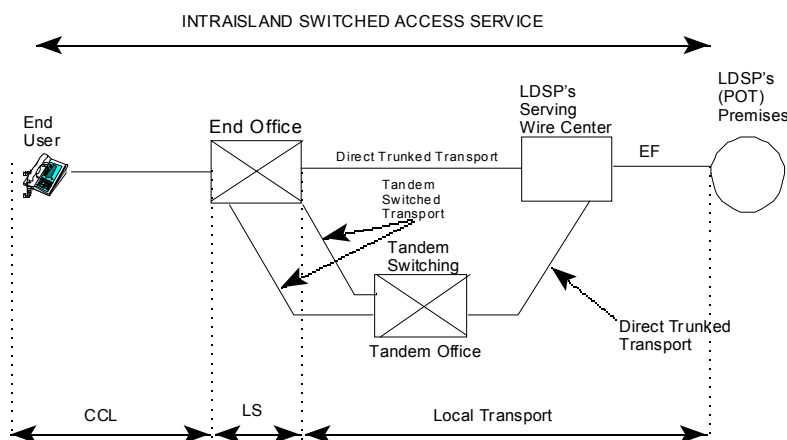 INTRAISLAND SWITCHED ACCESS SERVICE
LDSP's
(POT)
Premises
LDSP's
Serving
Wire Center
End
User
End Office
Direct Trunked Transport
EF
Tandem
Switched
Transport
Tandem
Switching
Tandem Office
Direct Trunked
Transport
CCL
LS
Local Transport